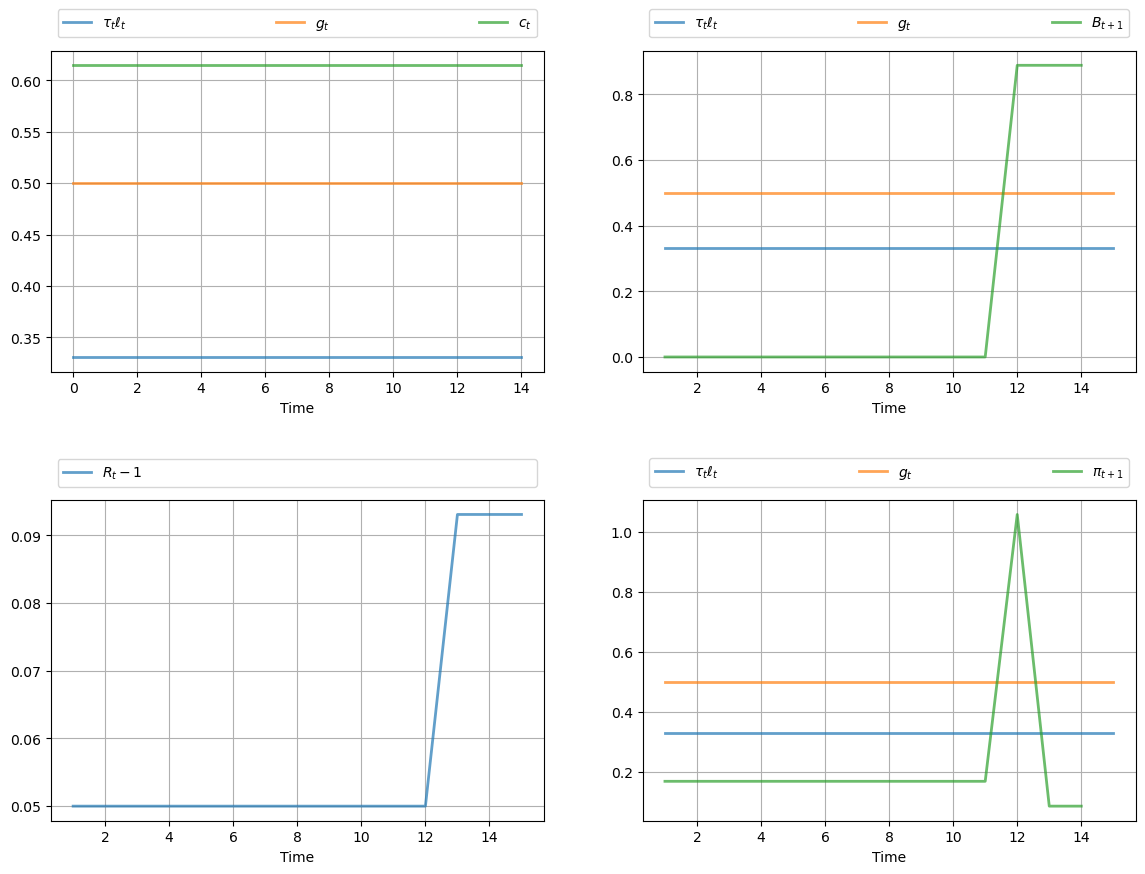 τₜℓₜ gₜ cₜ
0.60
0.55
0.50
0.45
0.40
0.35
0 2 4 6 8 10 12 14
Time
τₜℓₜ gₜ Bₜ₊₁
0.8
0.6
0.4
0.2
0.0
2 4 6 8 10 12 14
Time
Rₜ − 1
0.09
0.08
0.07
0.06
0.05
2 4 6 8 10 12 14
Time
τₜℓₜ gₜ πₜ₊₁
1.0
0.8
0.6
0.4
0.2
2 4 6 8 10 12 14
Time